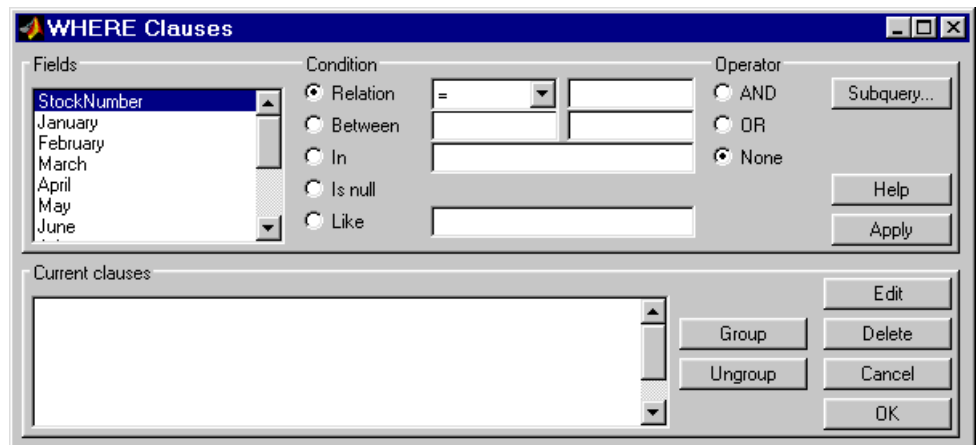 WHERE Clauses
Fields
StockNumber
January
February
March
April
May
June
Condition
Relation =
Between
In
Is null
Like
Operator
AND
OR
None
Subquery...
Help
Apply
Current clauses
Group
Ungroup
Edit
Delete
Cancel
OK